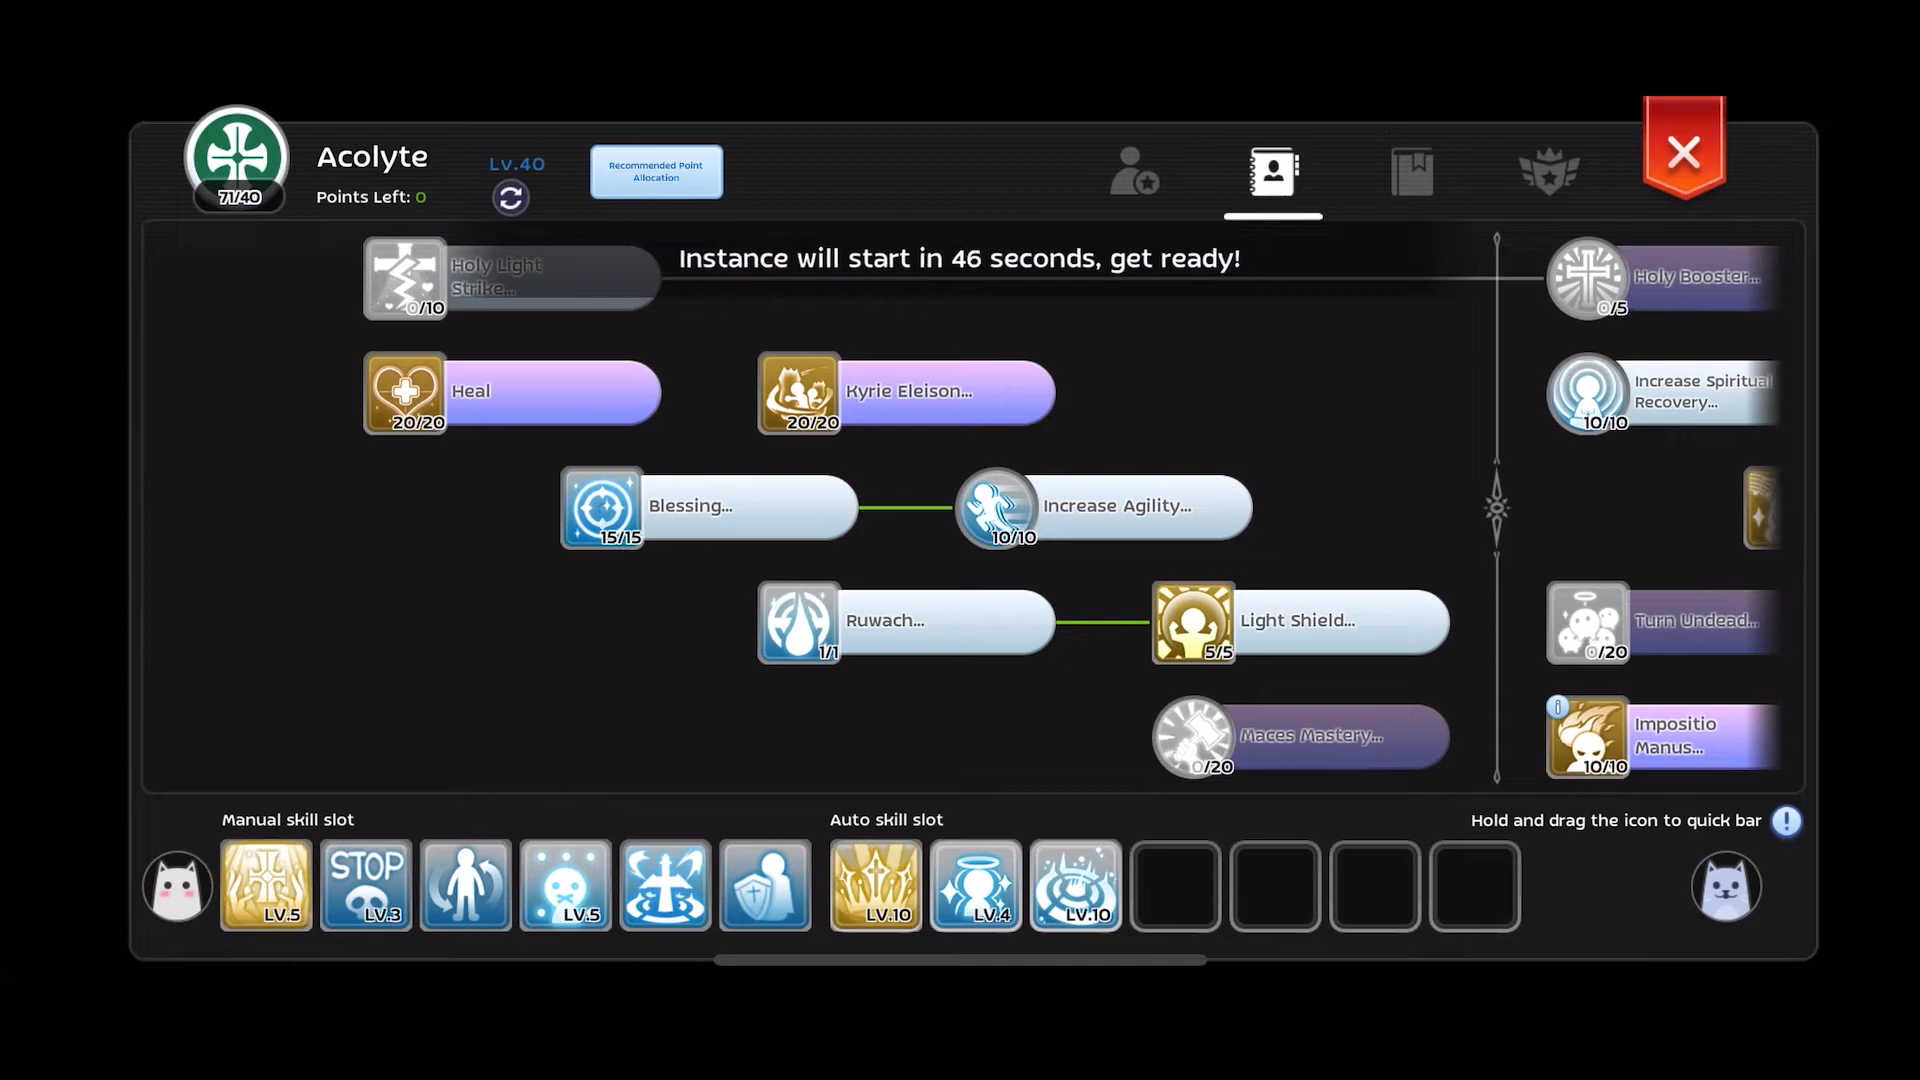 Acolyte
Lv.40
Recommended Point
Allocation
71/40
Points Left: 0
Instance will start in 46 seconds, get ready!
Holy Light
Strike...
0/10
Holy Booster...
0/5
Heal
20/20
Kyrie Eleison...
20/20
Increase Spiritual
Recovery...
10/10
Blessing...
15/15
Increase Agility...
10/10
Ruwach...
1/1
Light Shield...
5/5
Turn Undead...
0/20
Maces Mastery...
0/20
Impositio
Manus...
10/10
Manual skill slot
Auto skill slot
Hold and drag the icon to quick bar
LV.5
STOP
LV.3
LV.5
LV.10
LV.4
LV.10